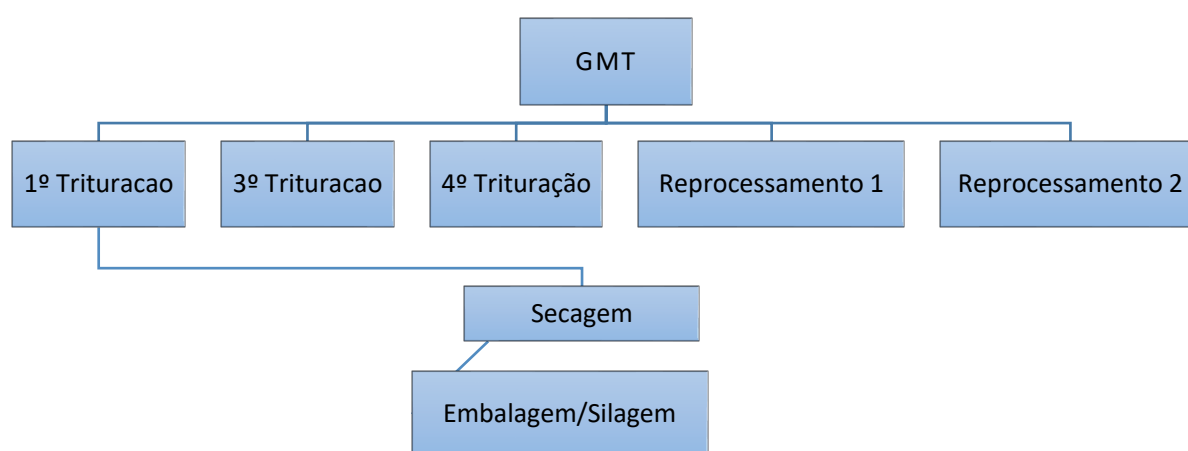 GMT
1º Trituracao
3º Trituracao
4º Trituração
Reprocessamento 1
Reprocessamento 2
Secagem
Embalagem/Silagem